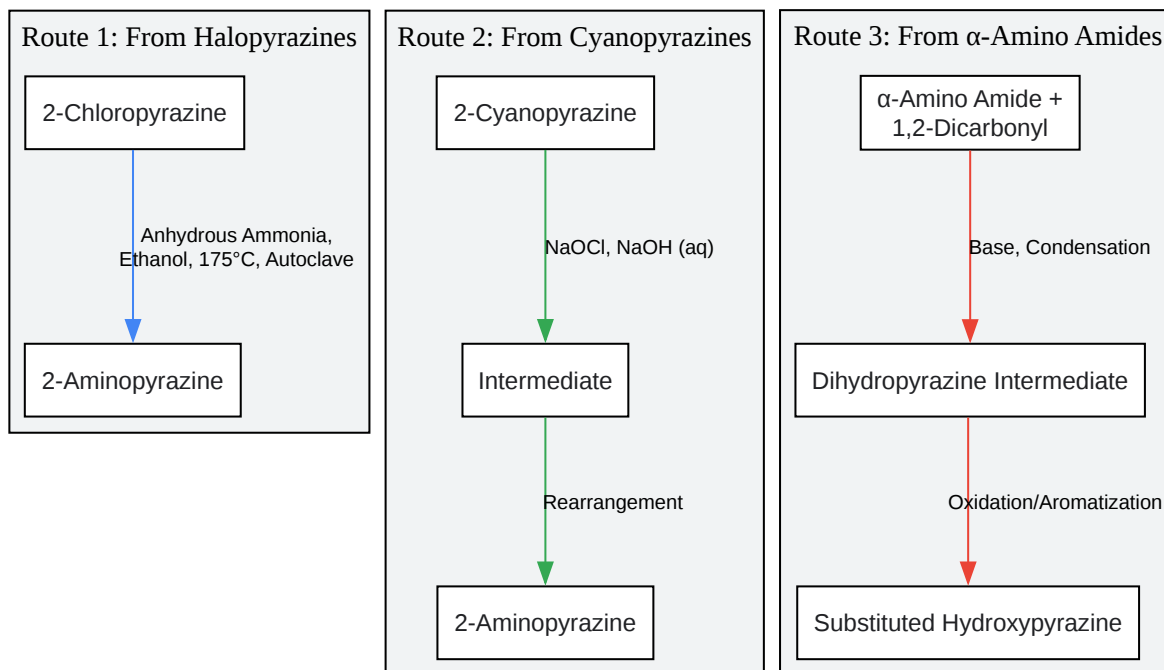 Route 1: From Halopyrazines
2-Chloropyrazine
Anhydrous Ammonia,
Ethanol, 175°C, Autoclave
2-Aminopyrazine
Route 2: From Cyanopyrazines
2-Cyanopyrazine
NaOCl, NaOH (aq)
Intermediate
Rearrangement
2-Aminopyrazine
Route 3: From α-Amino Amides
α-Amino Amide +
1,2-Dicarbonyl
Base, Condensation
Dihydropyrazine Intermediate
Oxidation/Aromatization
Substituted Hydroxypyrazine